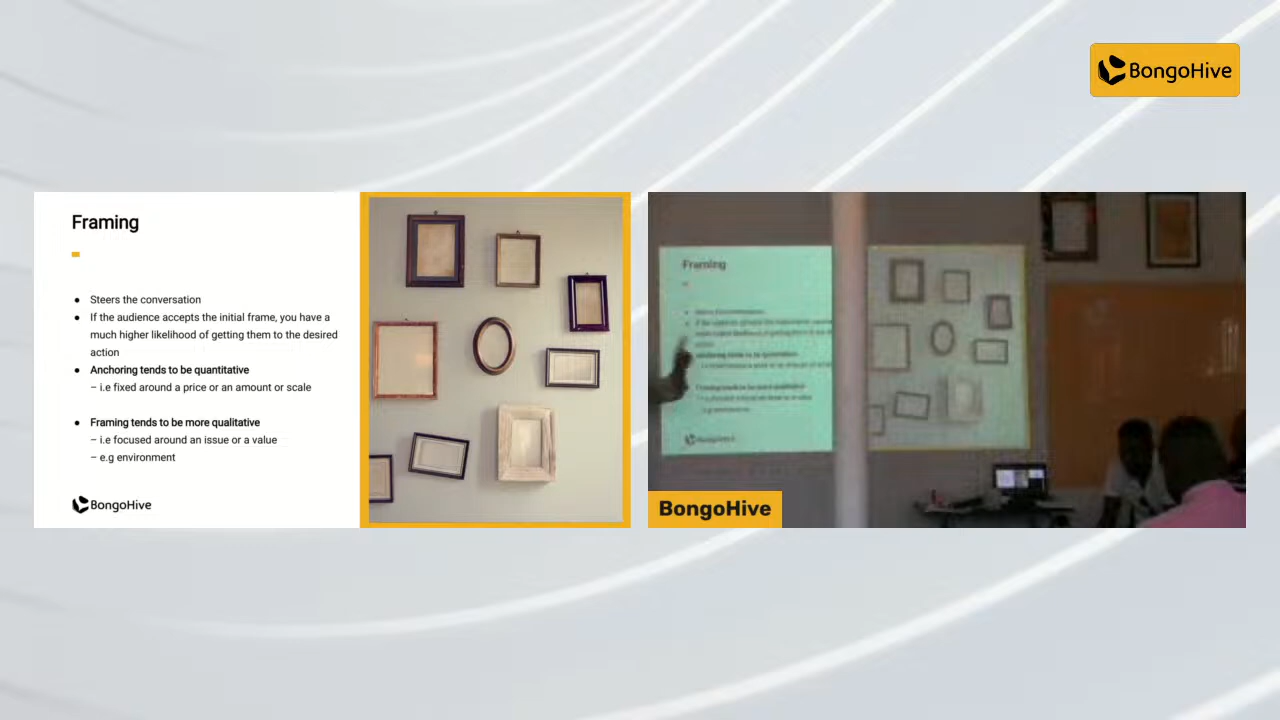 BongoHive
Framing
● Steers the conversation
● If the audience accepts the initial frame, you have a
much higher likelihood of getting them to the desired
action
● Anchoring tends to be quantitative
– i.e fixed around a price or an amount or scale
● Framing tends to be more qualitative
– i.e focused around an issue or a value
– e.g environment
BongoHive
Framing
BongoHive